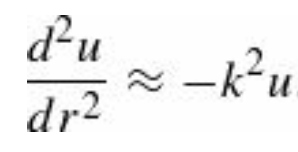 d²u/dr² ≈ −k²u.